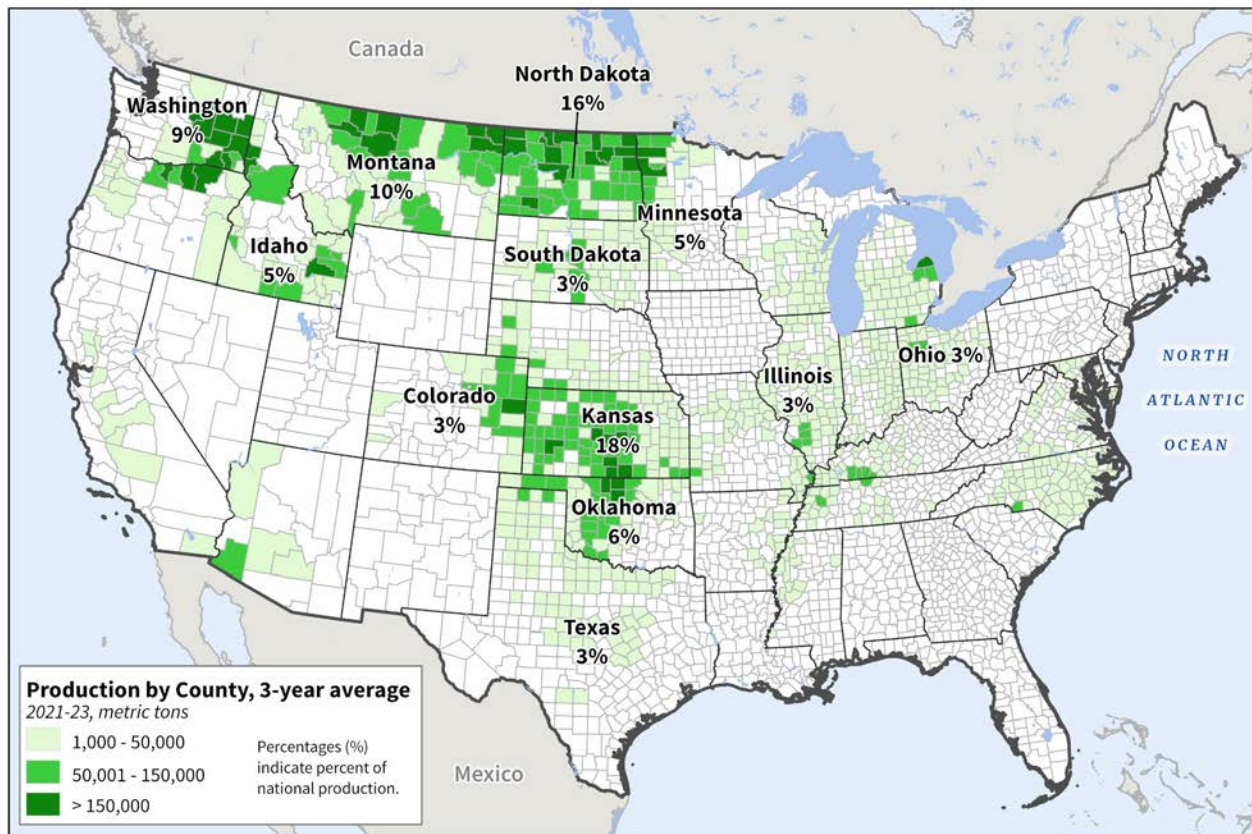 Canada
North Dakota
16%
Washington
9%
Montana
10%
Minnesota
5%
Idaho
5%
South Dakota
3%
Ohio 3%
NORTH
ATLANTIC
OCEAN
Illinois
3%
Colorado
3%
Kansas
18%
Oklahoma
6%
Texas
3%
Mexico
Production by County, 3-year average
2021-23, metric tons
1,000 - 50,000
50,001 - 150,000
> 150,000
Percentages (%)
indicate percent of
national production.